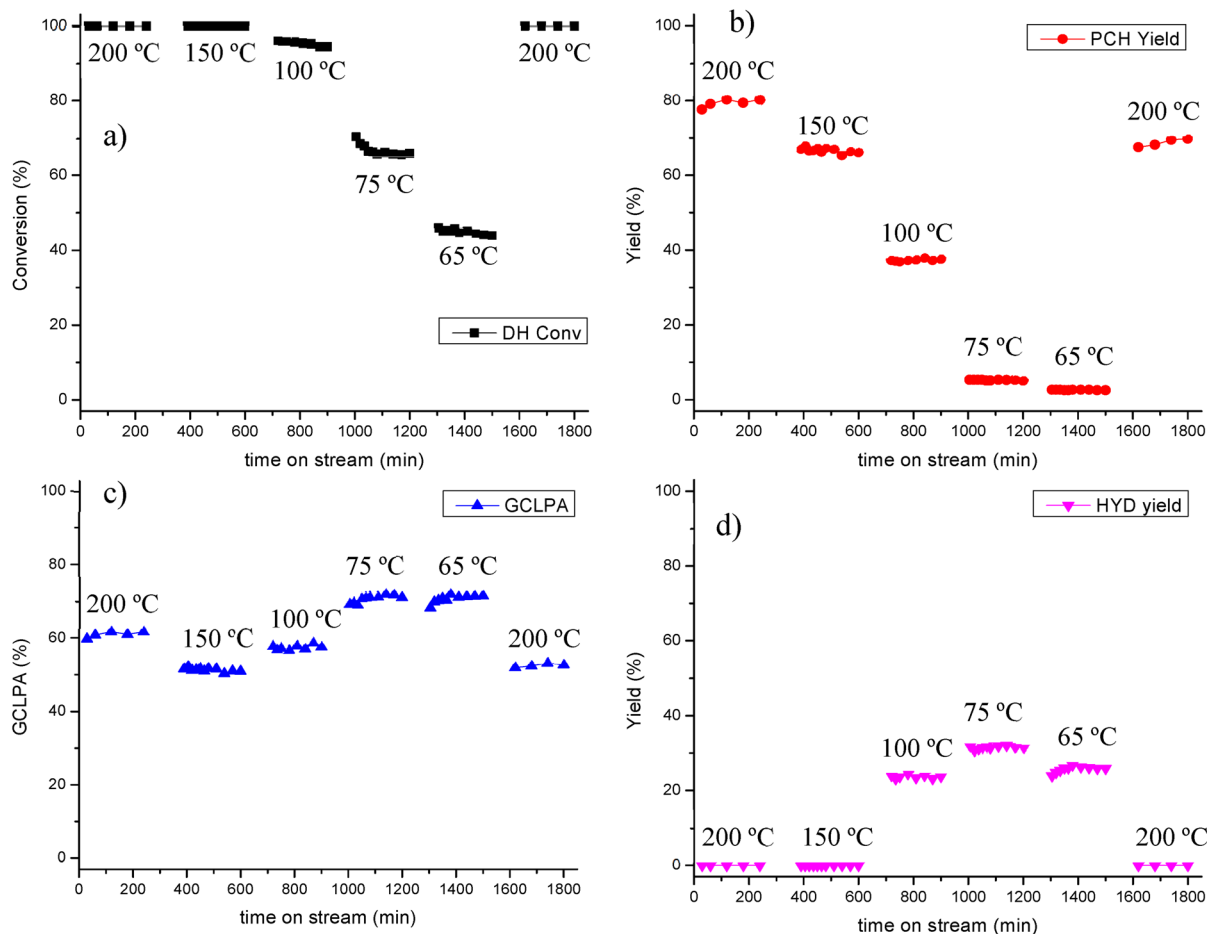 100
80
60
40
20
0
Conversion (%)
a)
200 ºC
150 ºC
100 ºC
75 ºC
65 ºC
200 ºC
DH Conv
0 200 400 600 800 1000 1200 1400 1600 1800
time on stream (min)
100
80
60
40
20
0
Yield (%)
b)
PCH Yield
200 ºC
150 ºC
100 ºC
75 ºC
65 ºC
200 ºC
0 200 400 600 800 1000 1200 1400 1600 1800
time on stream (min)
100
80
60
40
20
0
GCLPA (%)
c)
GCLPA
200 ºC
150 ºC
100 ºC
75 ºC
65 ºC
200 ºC
0 200 400 600 800 1000 1200 1400 1600 1800
time on stream (min)
100
80
60
40
20
0
Yield (%)
d)
HYD yield
200 ºC
150 ºC
100 ºC
75 ºC
65 ºC
200 ºC
0 200 400 600 800 1000 1200 1400 1600 1800
time on stream (min)